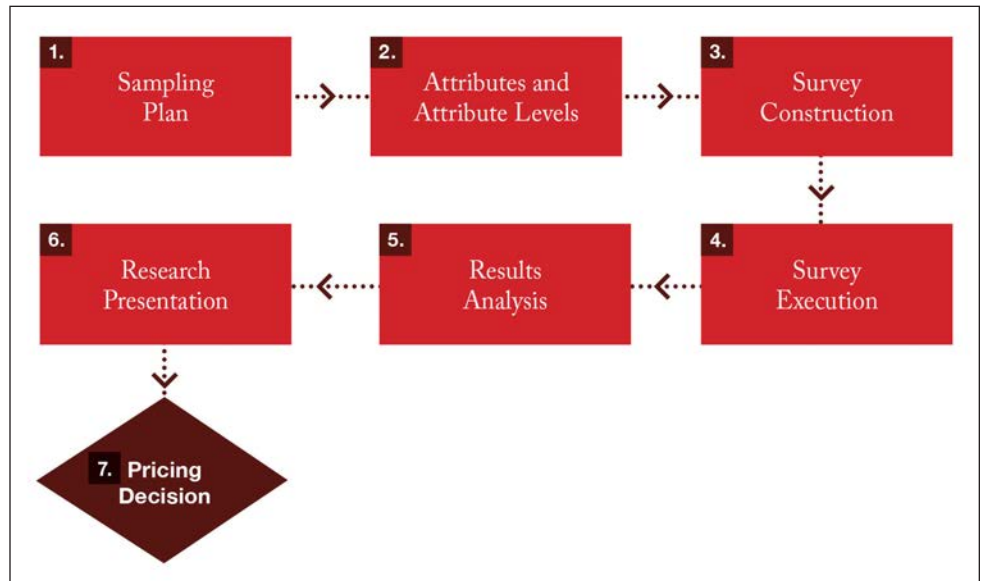 1.
Sampling
Plan
2.
Attributes and
Attribute Levels
3.
Survey
Construction
4.
Survey
Execution
5.
Results
Analysis
6.
Research
Presentation
7. Pricing
Decision